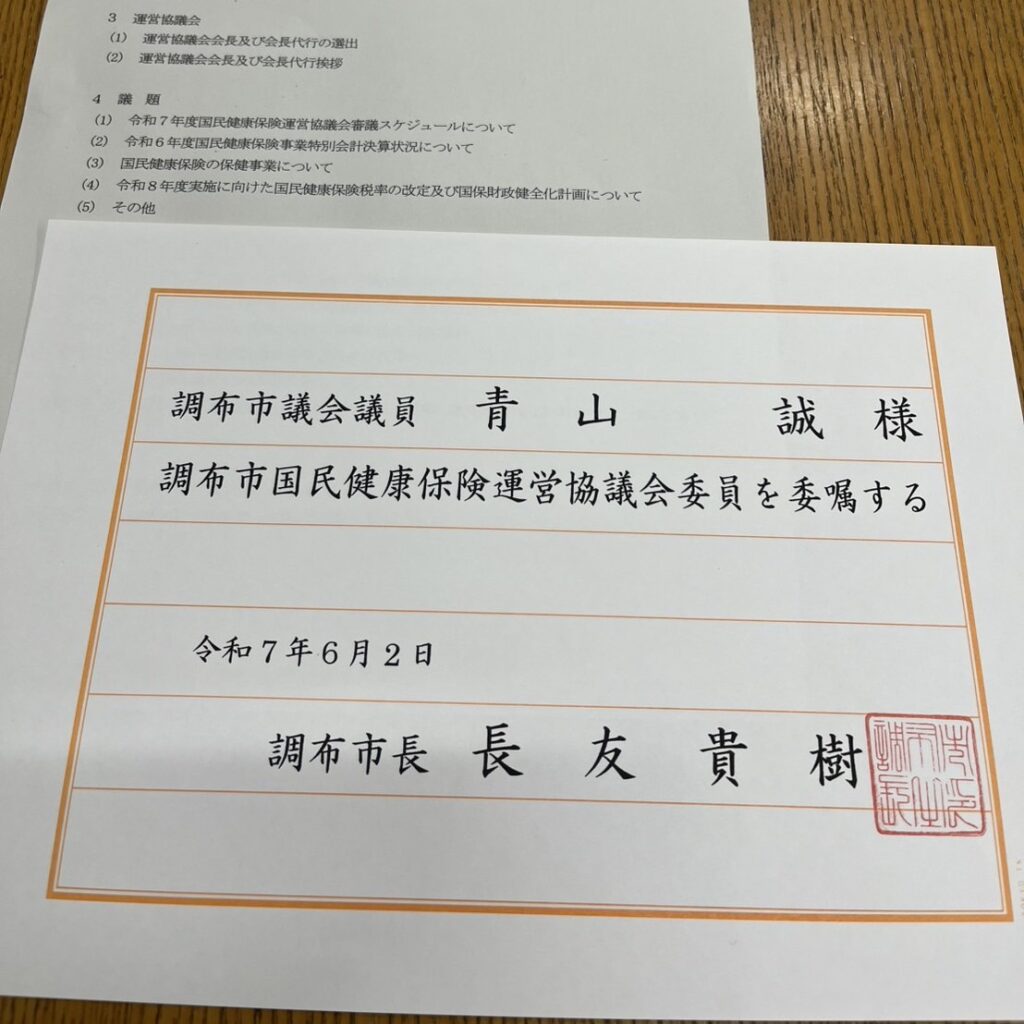 3 運営協議会
(1) 運営協議会会長及び会長代行の選出
(2) 運営協議会会長及び会長代行挨拶
4 議 題
(1) 令和7年度国民健康保険運営協議会審議スケジュールについて
(2) 令和6年度国民健康保険事業特別会計決算状況について
(3) 国民健康保険の保健事業について
(4) 令和8年度実施に向けた国民健康保険税率の改定及び国保財政健全化計画について
(5) その他
調布市議会議員 青 山 誠 様
調布市国民健康保険運営協議会委員を委嘱する
令和7年6月2日
調布市長 長 友 貴 樹